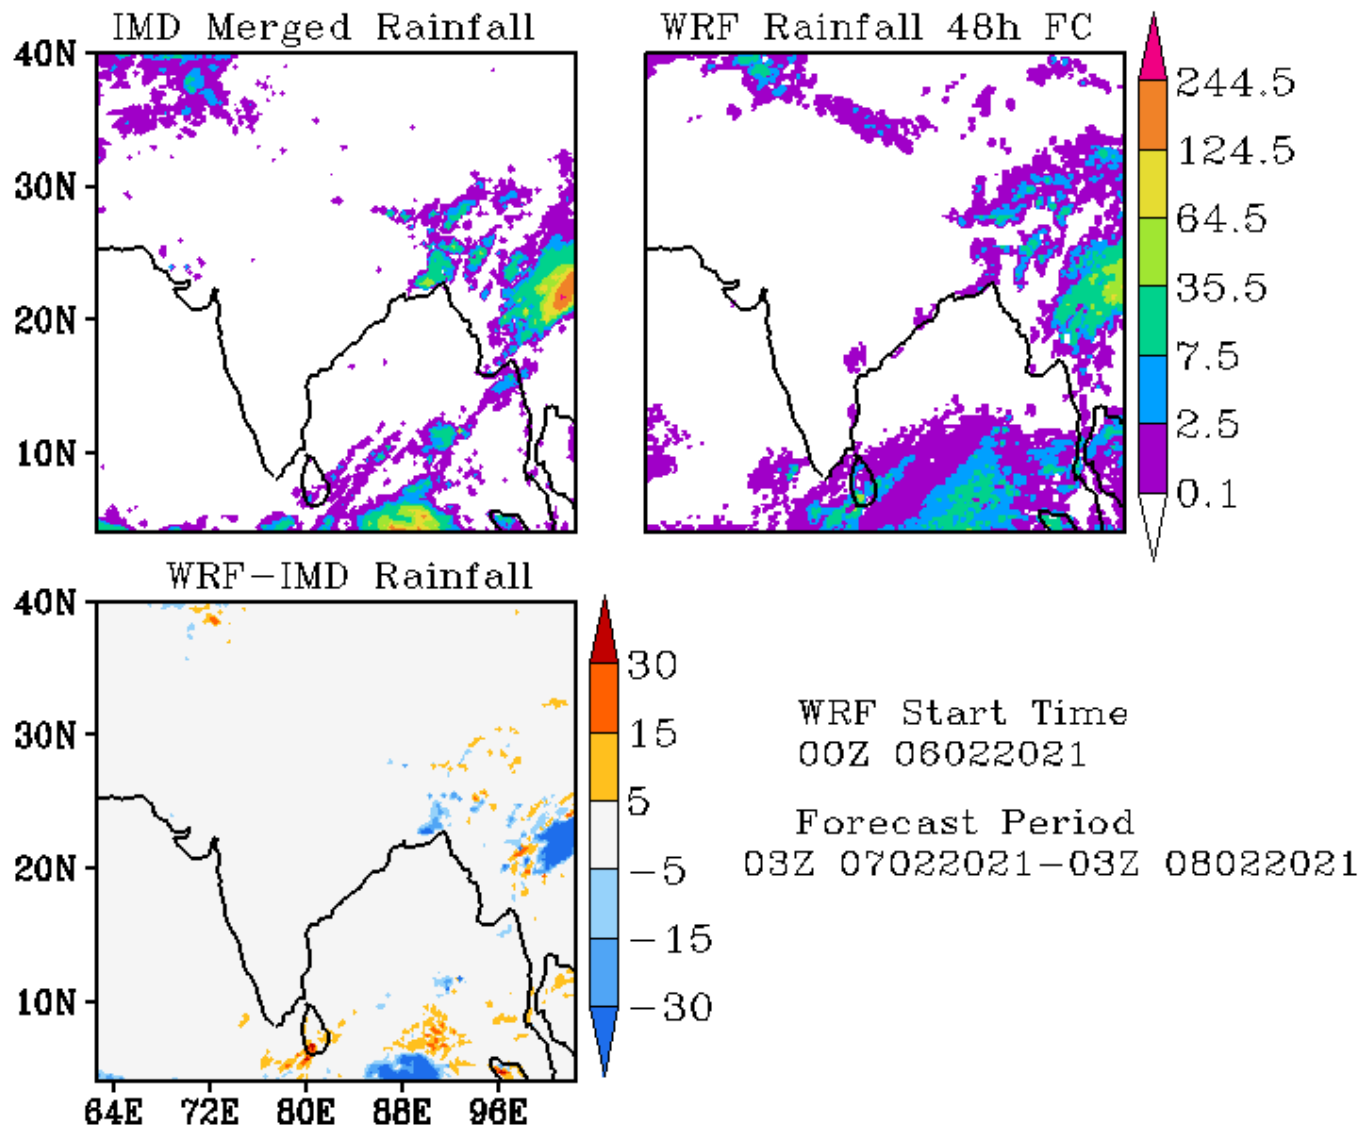 IMD Merged Rainfall
WRF Rainfall 48h FC
40N
30N
20N
10N
244.5
124.5
64.5
35.5
7.5
2.5
0.1
WRF-IMD Rainfall
40N
30N
20N
10N
64E 72E 80E 88E 96E
30
15
5
-5
-15
-30
WRF Start Time
00Z 06022021
Forecast Period
03Z 07022021-03Z 08022021